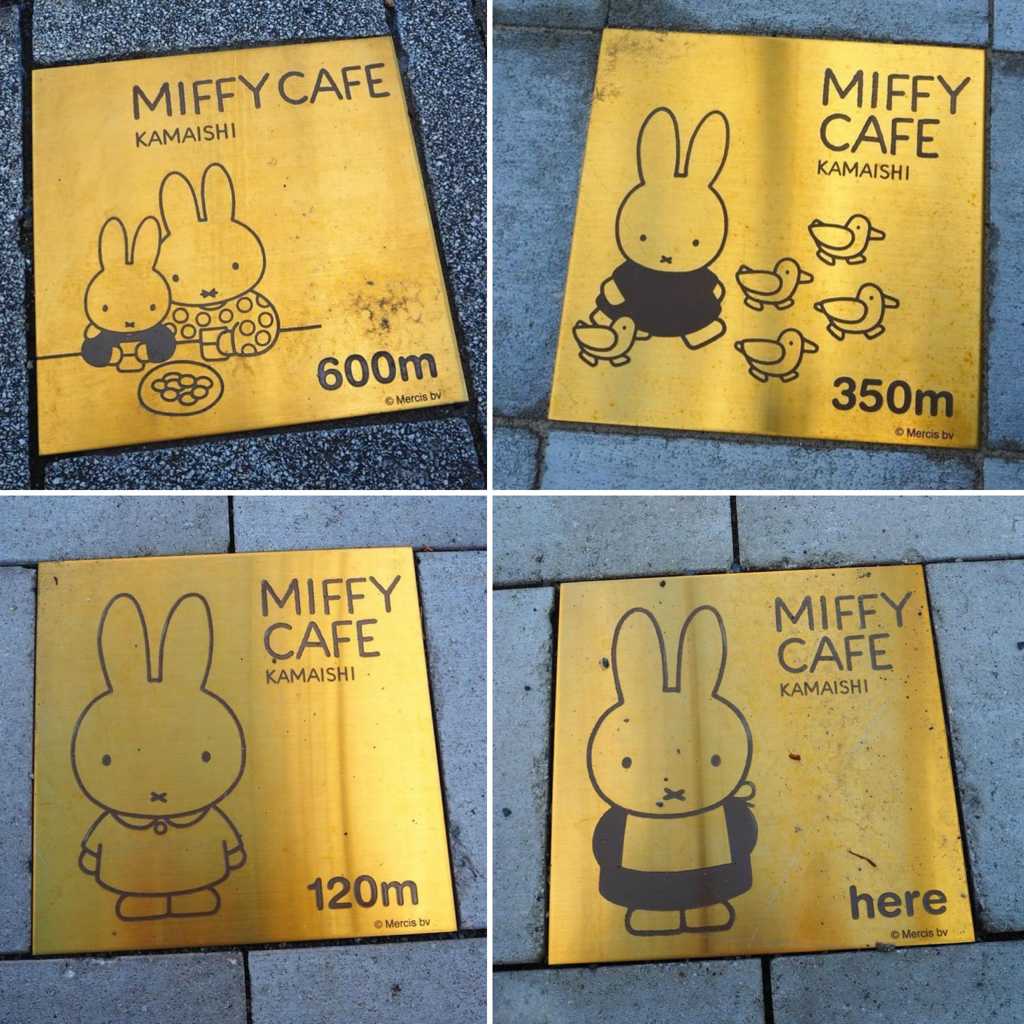 MIFFY CAFE
KAMAISHI
600m
© Mercis bv
MIFFY
CAFE
KAMAISHI
350m
© Mercis bv
MIFFY
CAFE
KAMAISHI
120m
© Mercis bv
MIFFY
CAFE
KAMAISHI
here
© Mercis bv